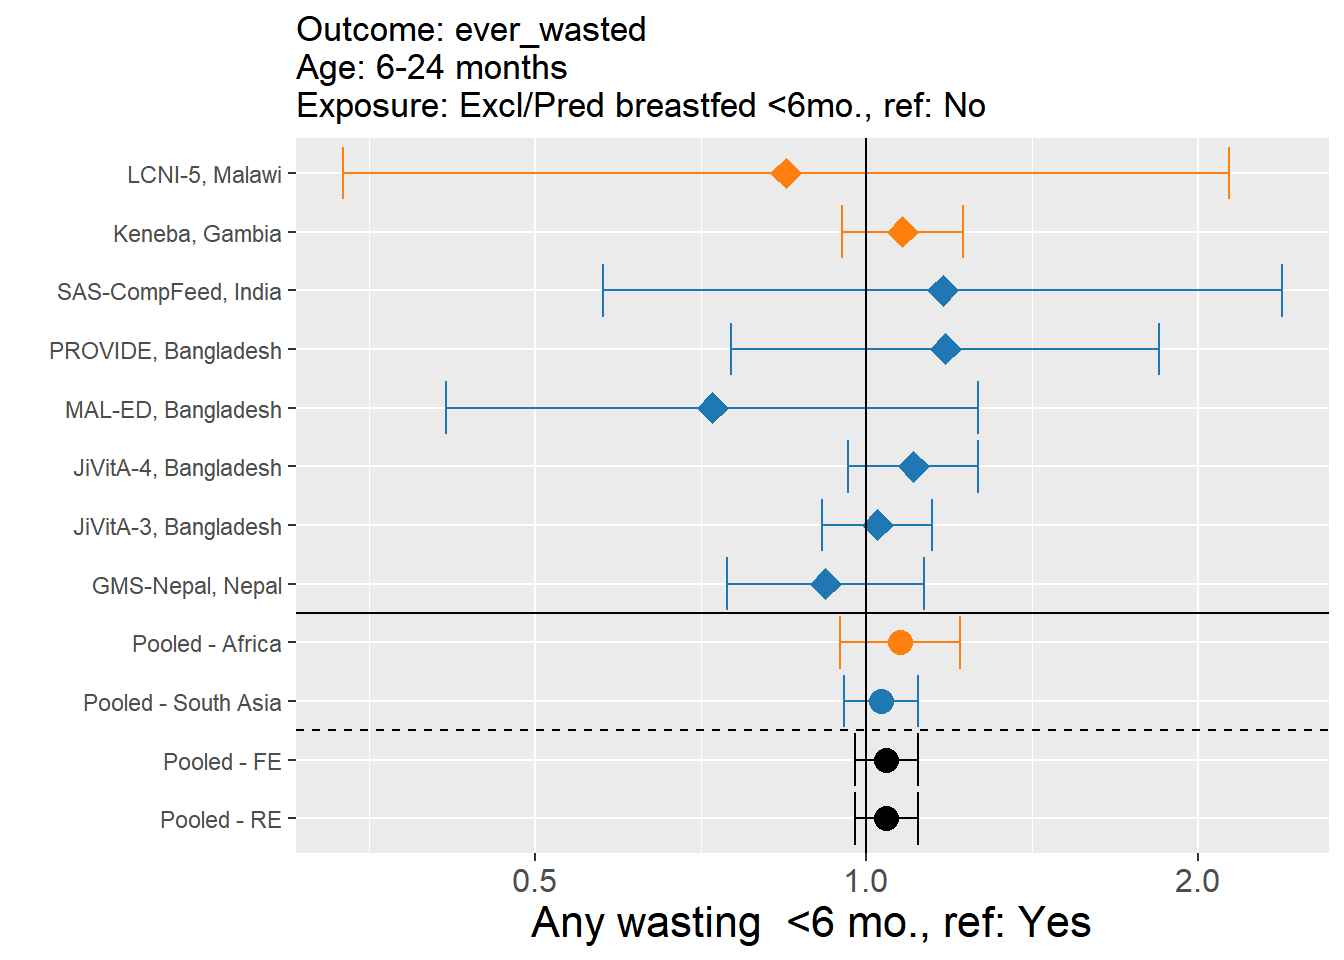 Outcome: ever_wasted
Age: 6-24 months
Exposure: Excl/Pred breastfed <6mo., ref: No
LCNI-5, Malawi
Keneba, Gambia
SAS-CompFeed, India
PROVIDE, Bangladesh
MAL-ED, Bangladesh
JiVitA-4, Bangladesh
JiVitA-3, Bangladesh
GMS-Nepal, Nepal
Pooled - Africa
Pooled - South Asia
Pooled - FE
Pooled - RE
0.5 1.0 2.0
Any wasting  <6 mo., ref: Yes